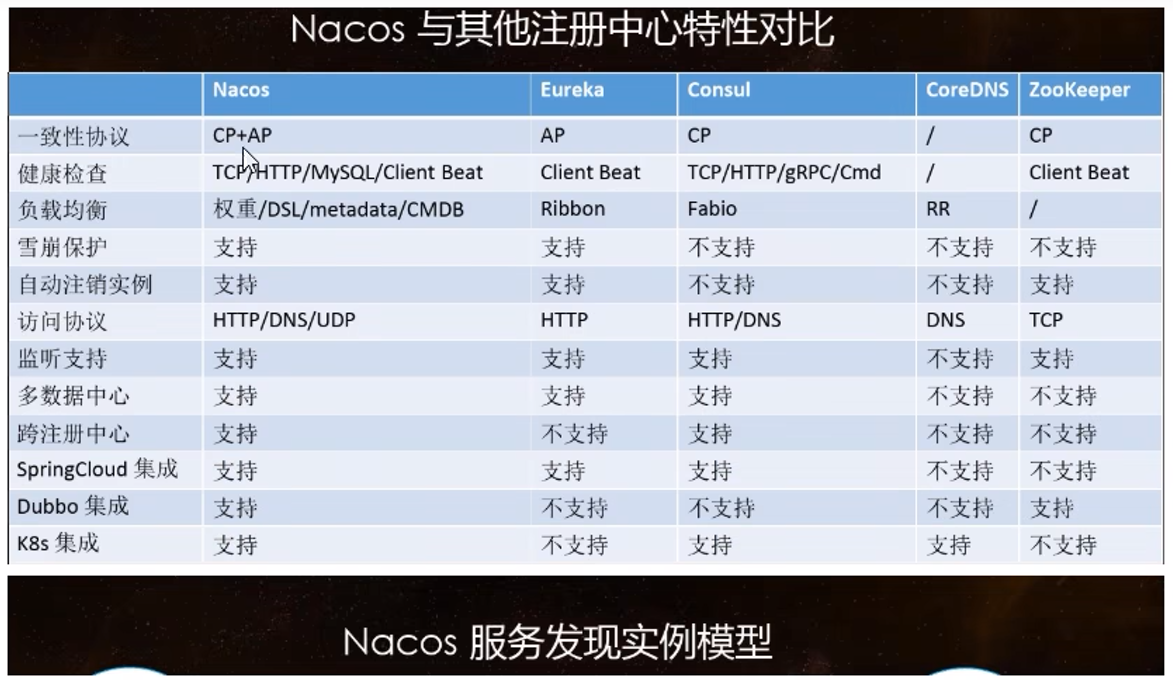 Nacos 与其他注册中心特性对比
Nacos Eureka Consul CoreDNS ZooKeeper
一致性协议 CP+AP AP CP / CP
健康检查 TCP/HTTP/MySQL/Client Beat Client Beat TCP/HTTP/gRPC/Cmd / Client Beat
负载均衡 权重/DSL/metadata/CMDB Ribbon Fabio RR /
雪崩保护 支持 支持 不支持 不支持 不支持
自动注销实例 支持 支持 不支持 不支持 支持
访问协议 HTTP/DNS/UDP HTTP HTTP/DNS DNS TCP
监听支持 支持 支持 支持 不支持 支持
多数据中心 支持 支持 支持 不支持 不支持
跨注册中心 支持 不支持 支持 不支持 不支持
SpringCloud 集成 支持 支持 支持 不支持 不支持
Dubbo 集成 支持 不支持 不支持 不支持 支持
K8s 集成 支持 不支持 支持 支持 不支持
Nacos 服务发现实例模型